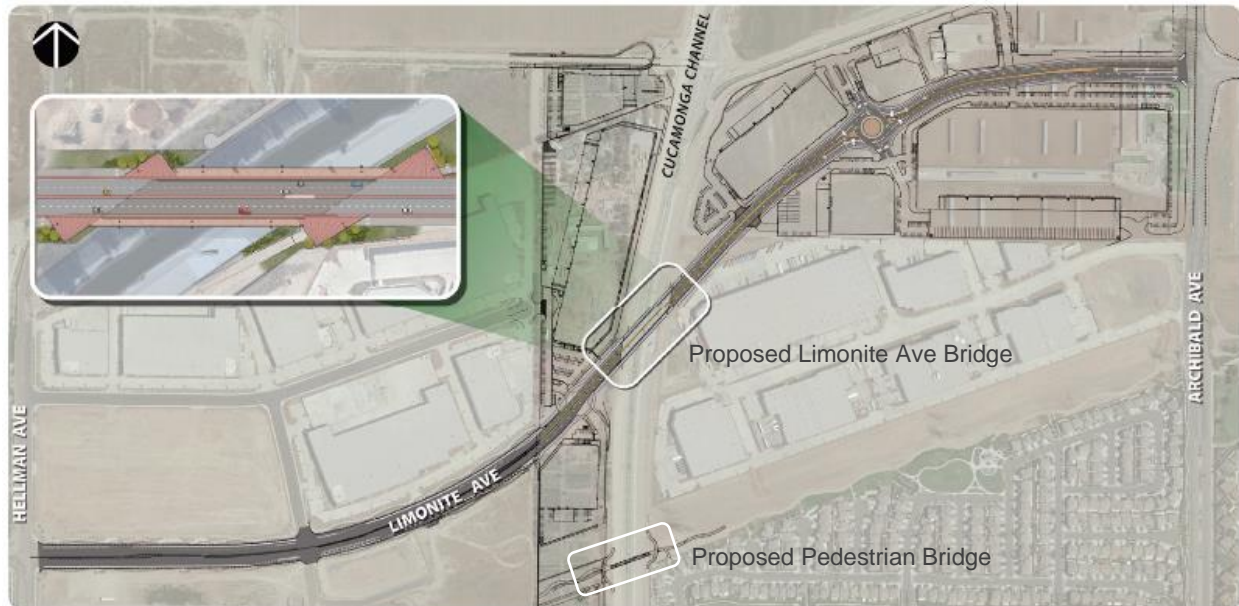 CUCAMONGA CHANNEL
Proposed Limonite Ave Bridge
ARCHIBALD AVE
HELLMAN AVE
LIMONITE AVE
Proposed Pedestrian Bridge